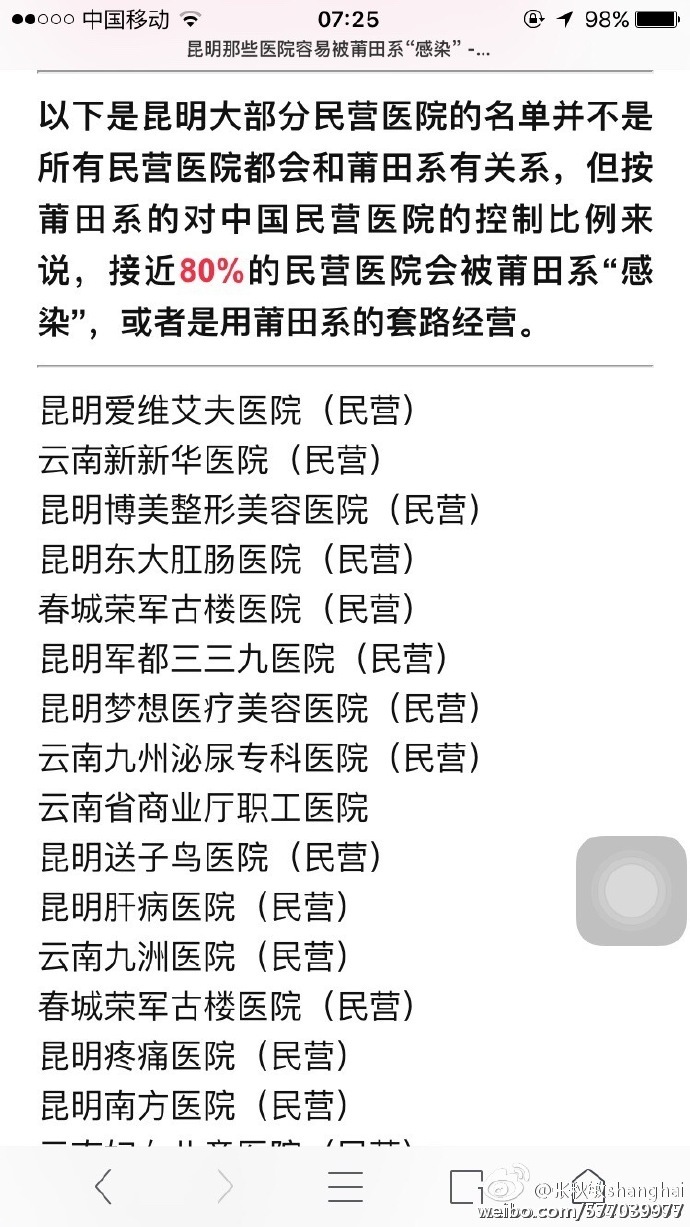 中国移动 07:25 98%
昆明那些医院容易被莆田系“感染” -...
以下是昆明大部分民营医院的名单并不是
所有民营医院都会和莆田系有关系，但按
莆田系的对中国民营医院的控制比例来
说，接近80%的民营医院会被莆田系“感
染”，或者是用莆田系的套路经营。
昆明爱维艾夫医院（民营）
云南新新华医院（民营）
昆明博美整形美容医院（民营）
昆明东大肛肠医院（民营）
春城荣军古楼医院（民营）
昆明军都三三九医院（民营）
昆明梦想医疗美容医院（民营）
云南九州泌尿专科医院（民营）
云南省商业厅职工医院
昆明送子鸟医院（民营）
昆明肝病医院（民营）
云南九洲医院（民营）
春城荣军古楼医院（民营）
昆明疼痛医院（民营）
昆明南方医院（民营）
weibo.com/577039977